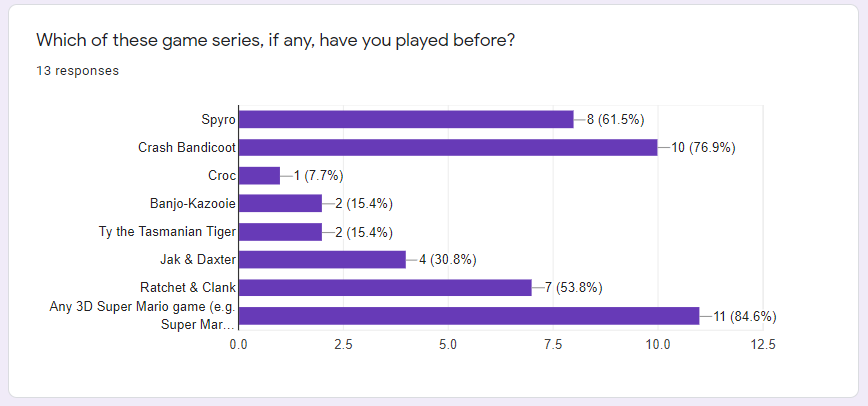 Which of these game series, if any, have you played before?
13 responses
Spyro 8 (61.5%)
Crash Bandicoot 10 (76.9%)
Croc 1 (7.7%)
Banjo-Kazooie 2 (15.4%)
Ty the Tasmanian Tiger 2 (15.4%)
Jak & Daxter 4 (30.8%)
Ratchet & Clank 7 (53.8%)
Any 3D Super Mario game (e.g.
Super Mar... 11 (84.6%)
0.0 2.5 5.0 7.5 10.0 12.5